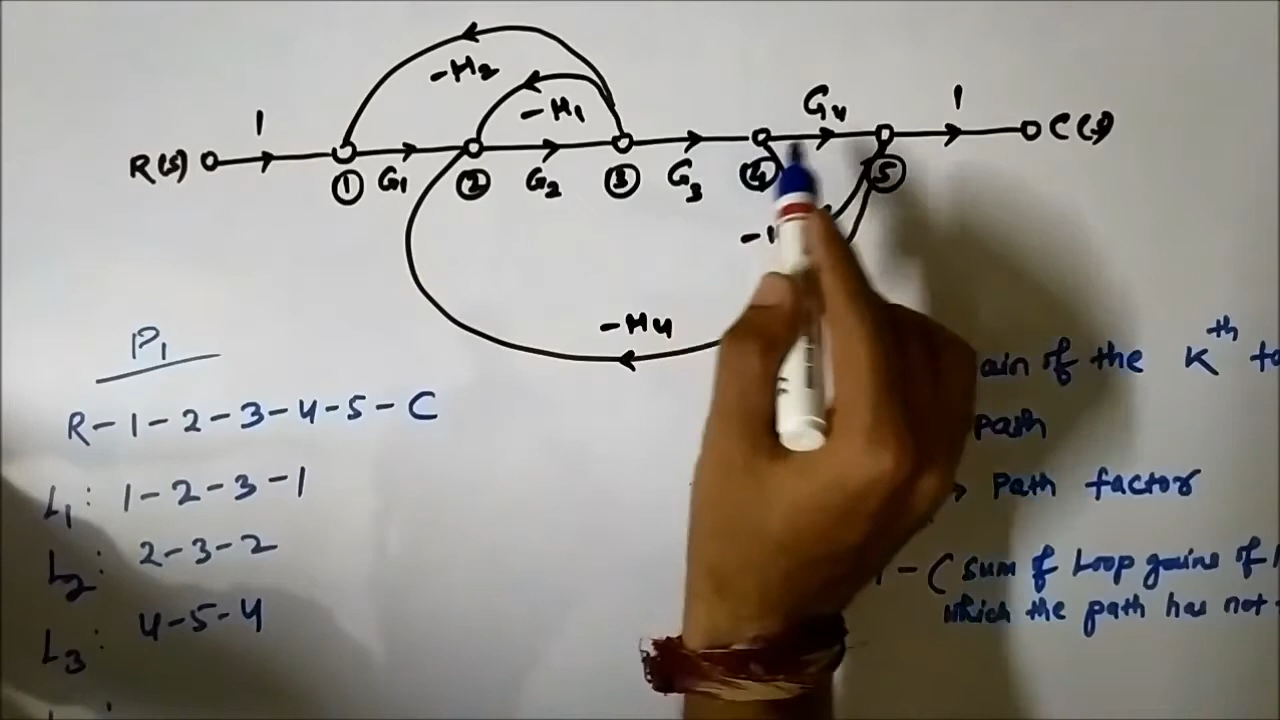 -H2
-H1
1 G4 1
R(s) C(s)
1 G1 2 G2 3 G3 4 5
-H4
P1
R-1-2-3-4-5-C
L1: 1-2-3-1
L2: 2-3-2
L3: 4-5-4
of the Kth
Path
Path factor
- (sum of Loop gains of
which the path has not